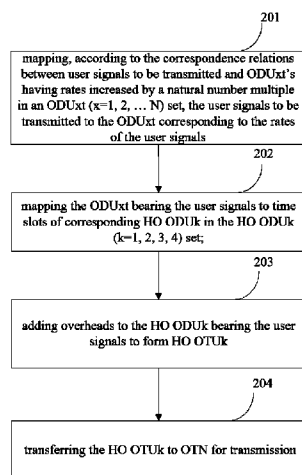 201
mapping, according to the correspondence relations
between user signals to be transmitted and ODUxt's
having rates increased by a natural number multiple
in an ODUxt (x=1, 2, … N) set, the user signals to be
transmitted to the ODUxt corresponding to the rates
of the user signals
202
mapping the ODUxt bearing the user signals to time
slots of corresponding HO ODUk in the HO ODUk
(k=1, 2, 3, 4) set;
203
adding overheads to the HO ODUk bearing the user
signals to form HO OTUk
204
transferring the HO OTUk to OTN for transmission